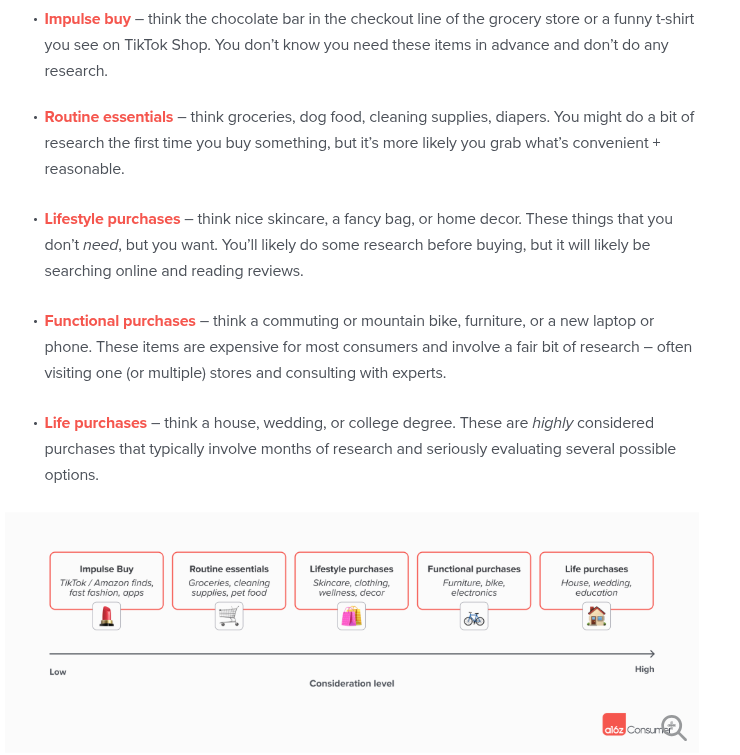 • Impulse buy – think the chocolate bar in the checkout line of the grocery store or a funny t-shirt
you see on TikTok Shop. You don’t know you need these items in advance and don’t do any
research.
• Routine essentials – think groceries, dog food, cleaning supplies, diapers. You might do a bit of
research the first time you buy something, but it’s more likely you grab what’s convenient +
reasonable.
• Lifestyle purchases – think nice skincare, a fancy bag, or home decor. These things that you
don’t need, but you want. You’ll likely do some research before buying, but it will likely be
searching online and reading reviews.
• Functional purchases – think a commuting or mountain bike, furniture, or a new laptop or
phone. These items are expensive for most consumers and involve a fair bit of research – often
visiting one (or multiple) stores and consulting with experts.
• Life purchases – think a house, wedding, or college degree. These are highly considered
purchases that typically involve months of research and seriously evaluating several possible
options.
Impulse Buy
TikTok / Amazon finds,
fast fashion, apps
Routine essentials
Groceries, cleaning
supplies, pet food
Lifestyle purchases
Skincare, clothing,
wellness, decor
Functional purchases
Furniture, bike,
electronics
Life purchases
House, wedding,
education
Low
High
Consideration level
a16z Consumer